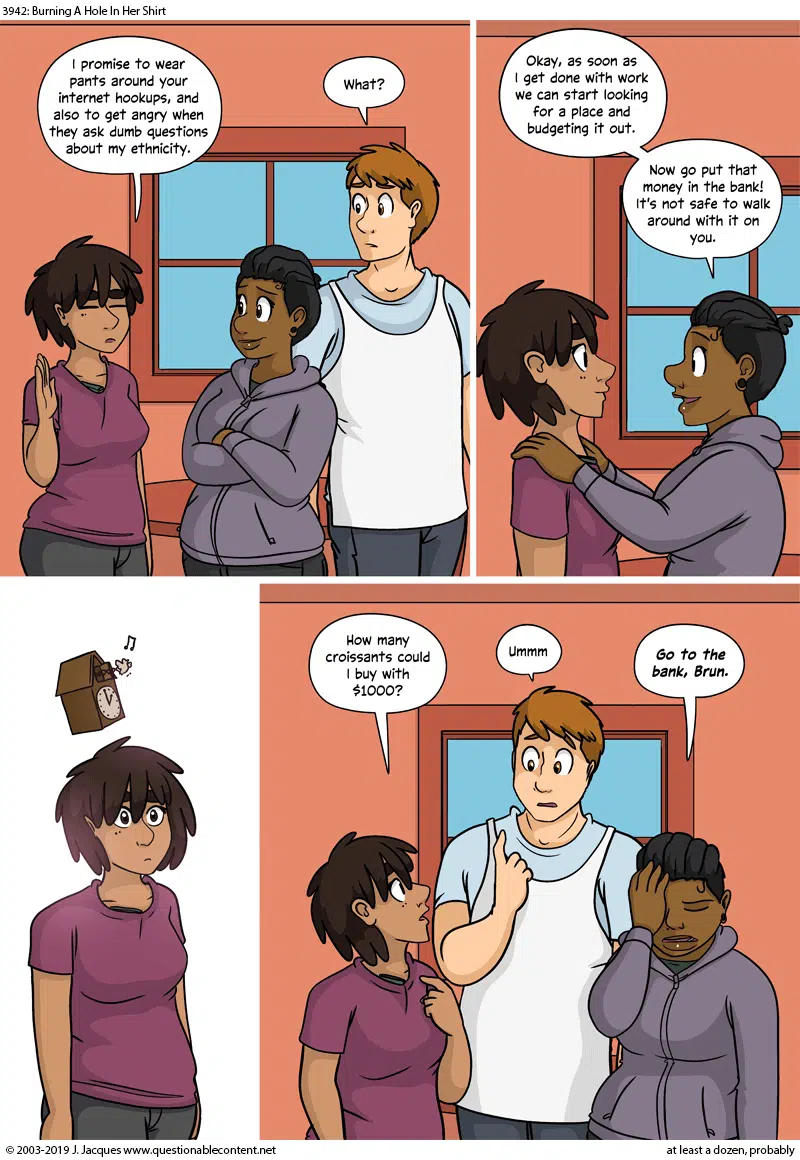 3942: Burning A Hole In Her Shirt
I promise to wear
pants around your
internet hookups, and
also to get angry when
they ask dumb questions
about my ethnicity.
What?
Okay, as soon as
I get done with work
we can start looking
for a place and
budgeting it out.
Now go put that
money in the bank!
It's not safe to walk
around with it on
you.
How many
croissants could
I buy with
$1000?
Ummm
Go to the
bank, Brun.
© 2003-2019 J. Jacques www.questionablecontent.net
at least a dozen, probably